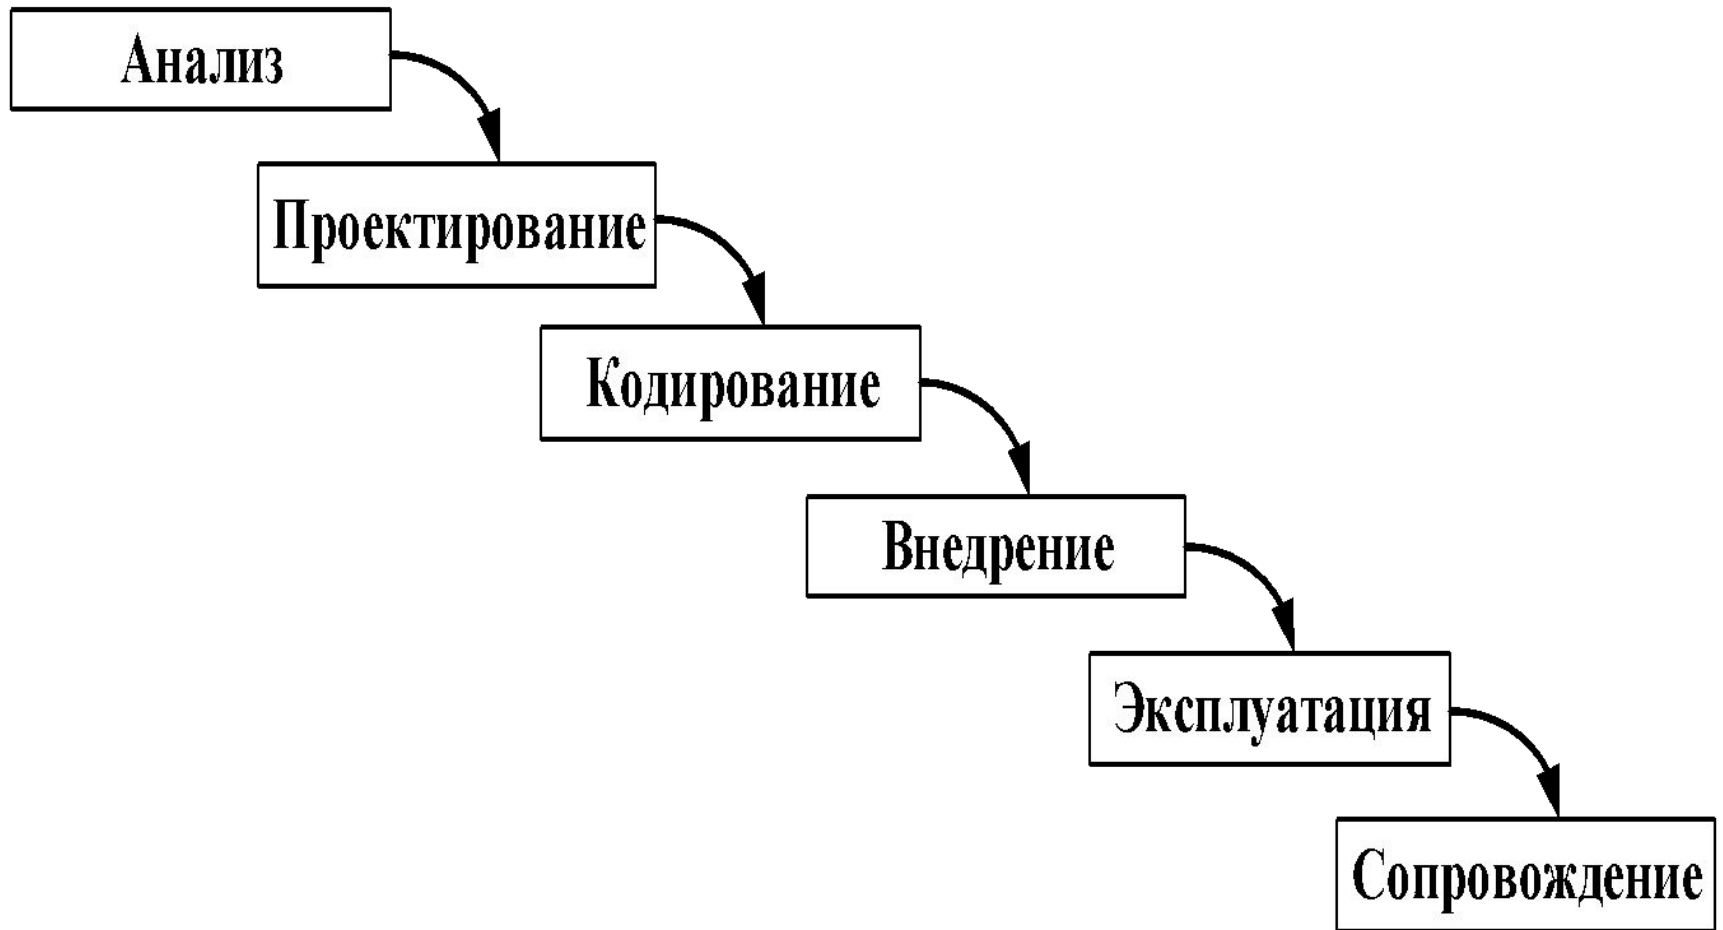 Анализ
Проектирование
Кодирование
Внедрение
Эксплуатация
Сопровождение